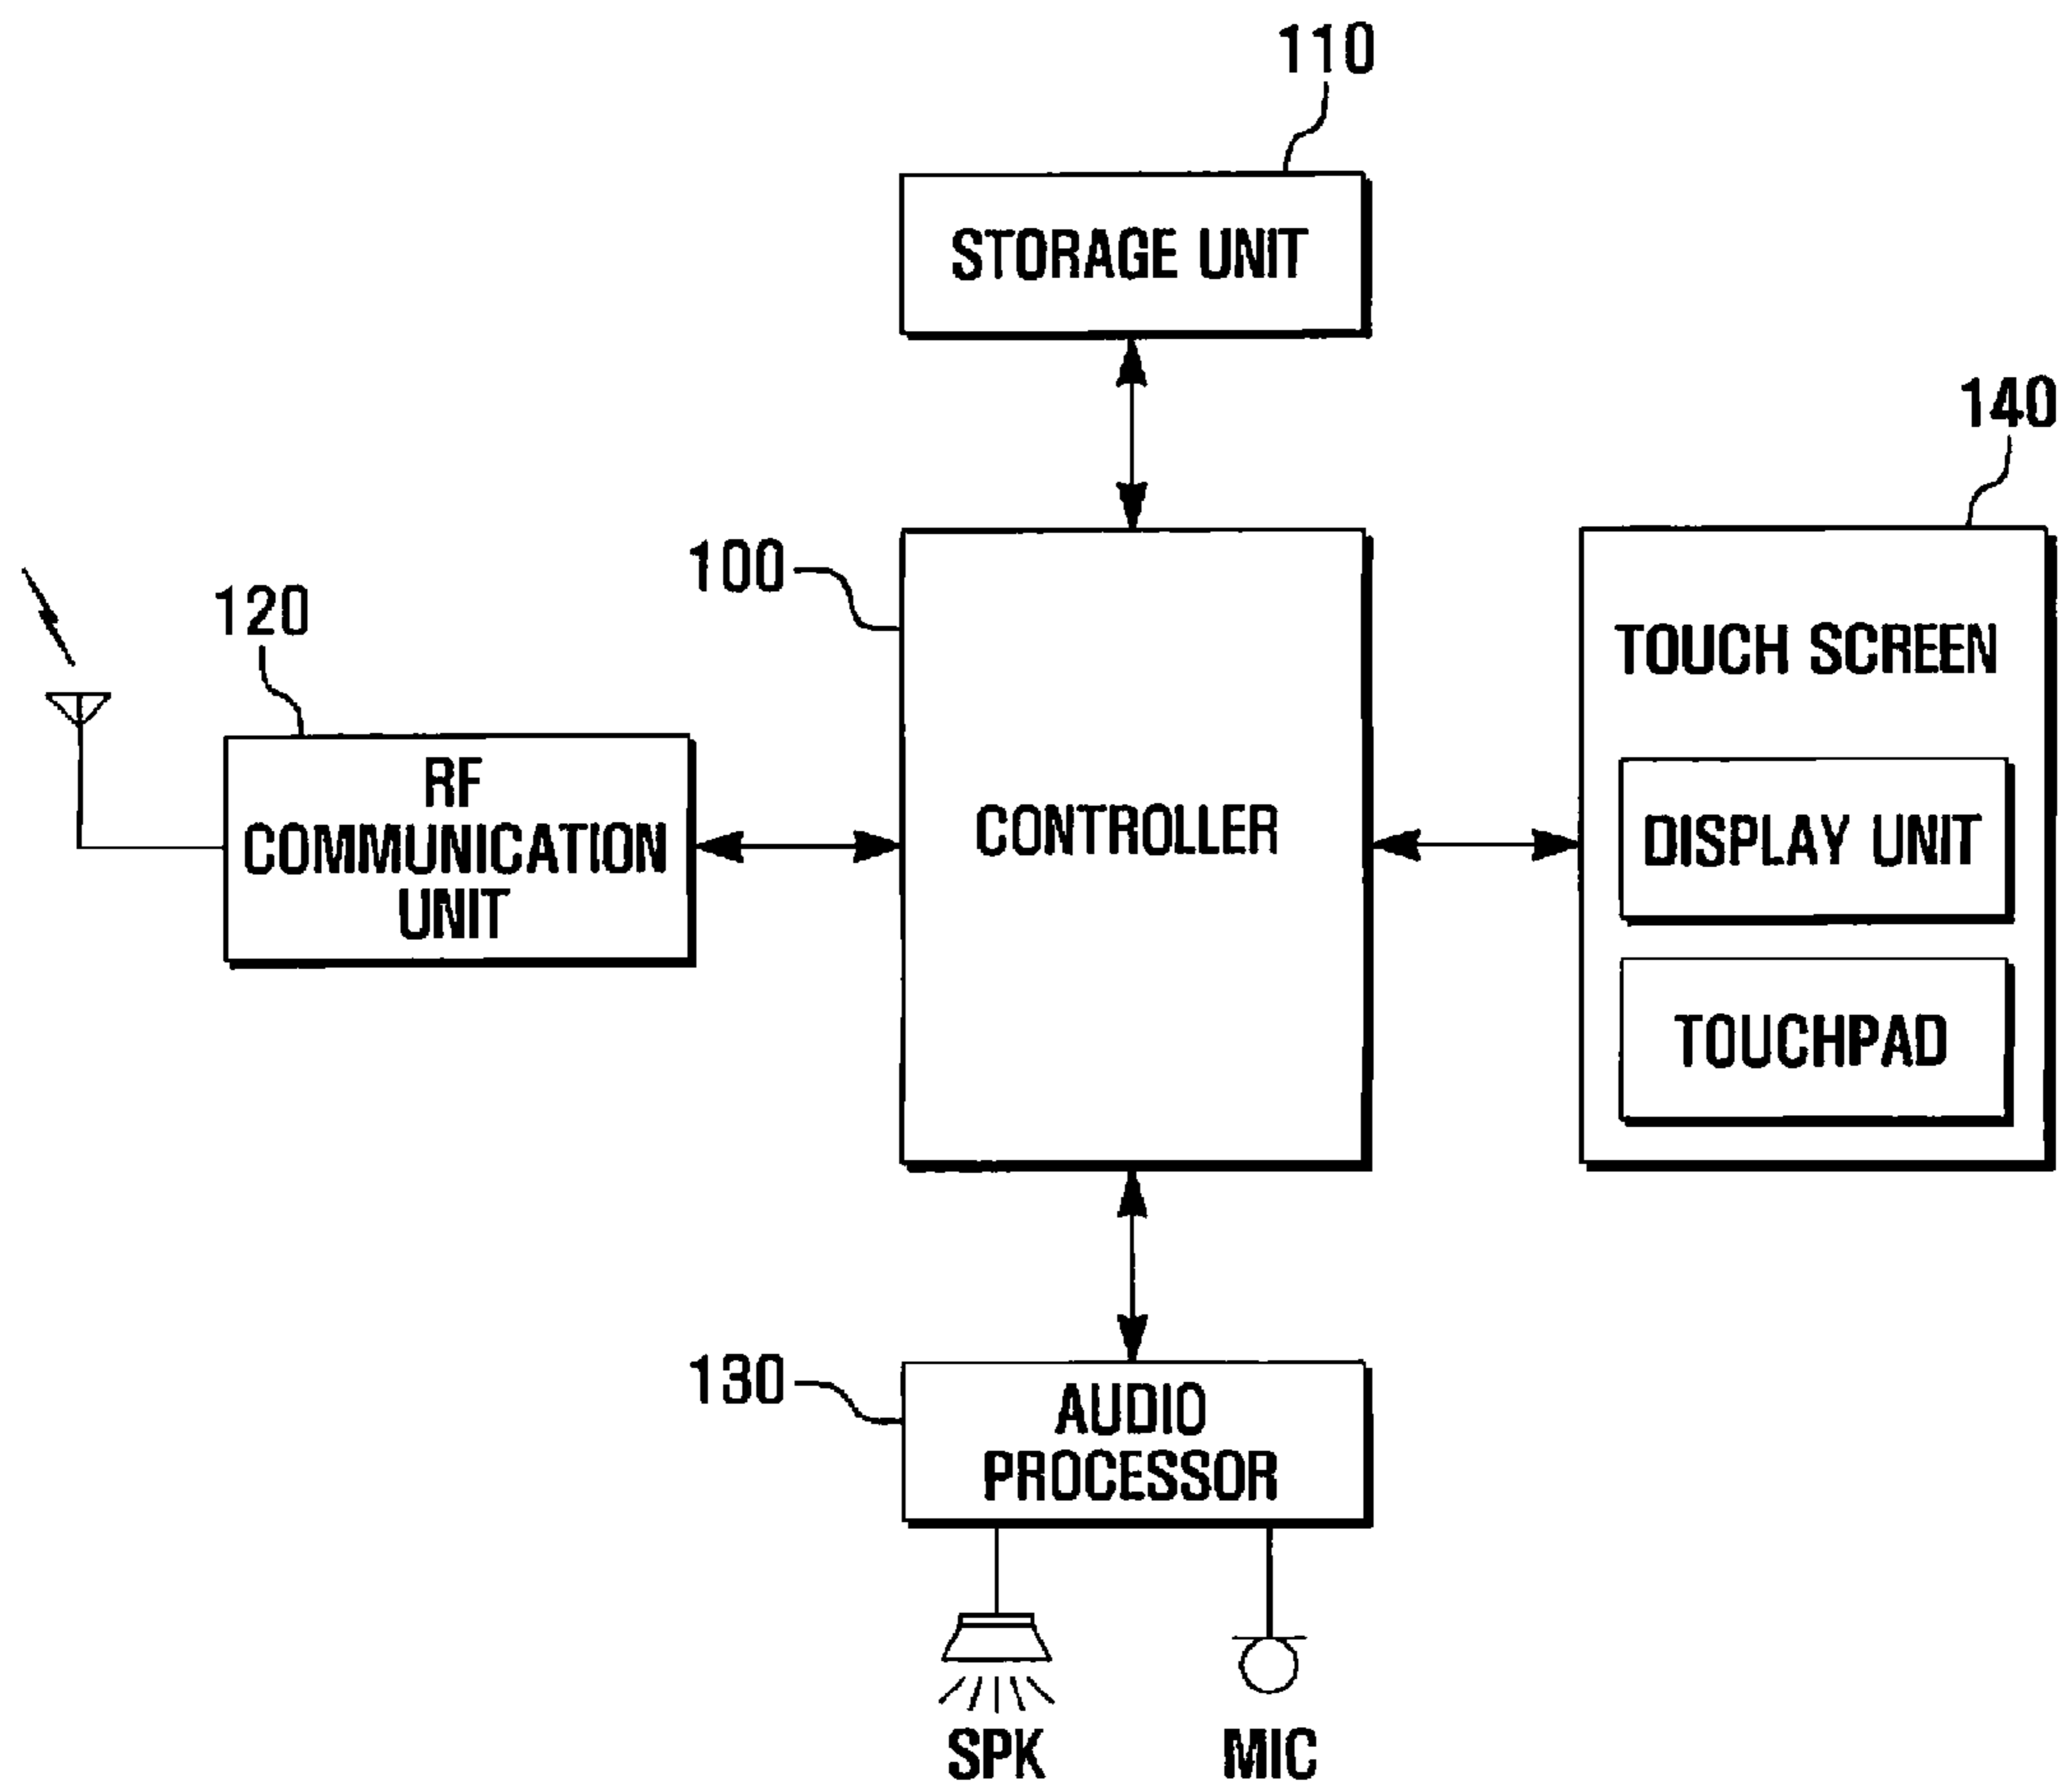 110
STORAGE UNIT
140
100
120
TOUCH SCREEN
RF
COMMUNICATION
UNIT
CONTROLLER
DISPLAY UNIT
TOUCHPAD
130
AUDIO
PROCESSOR
SPK
MIC